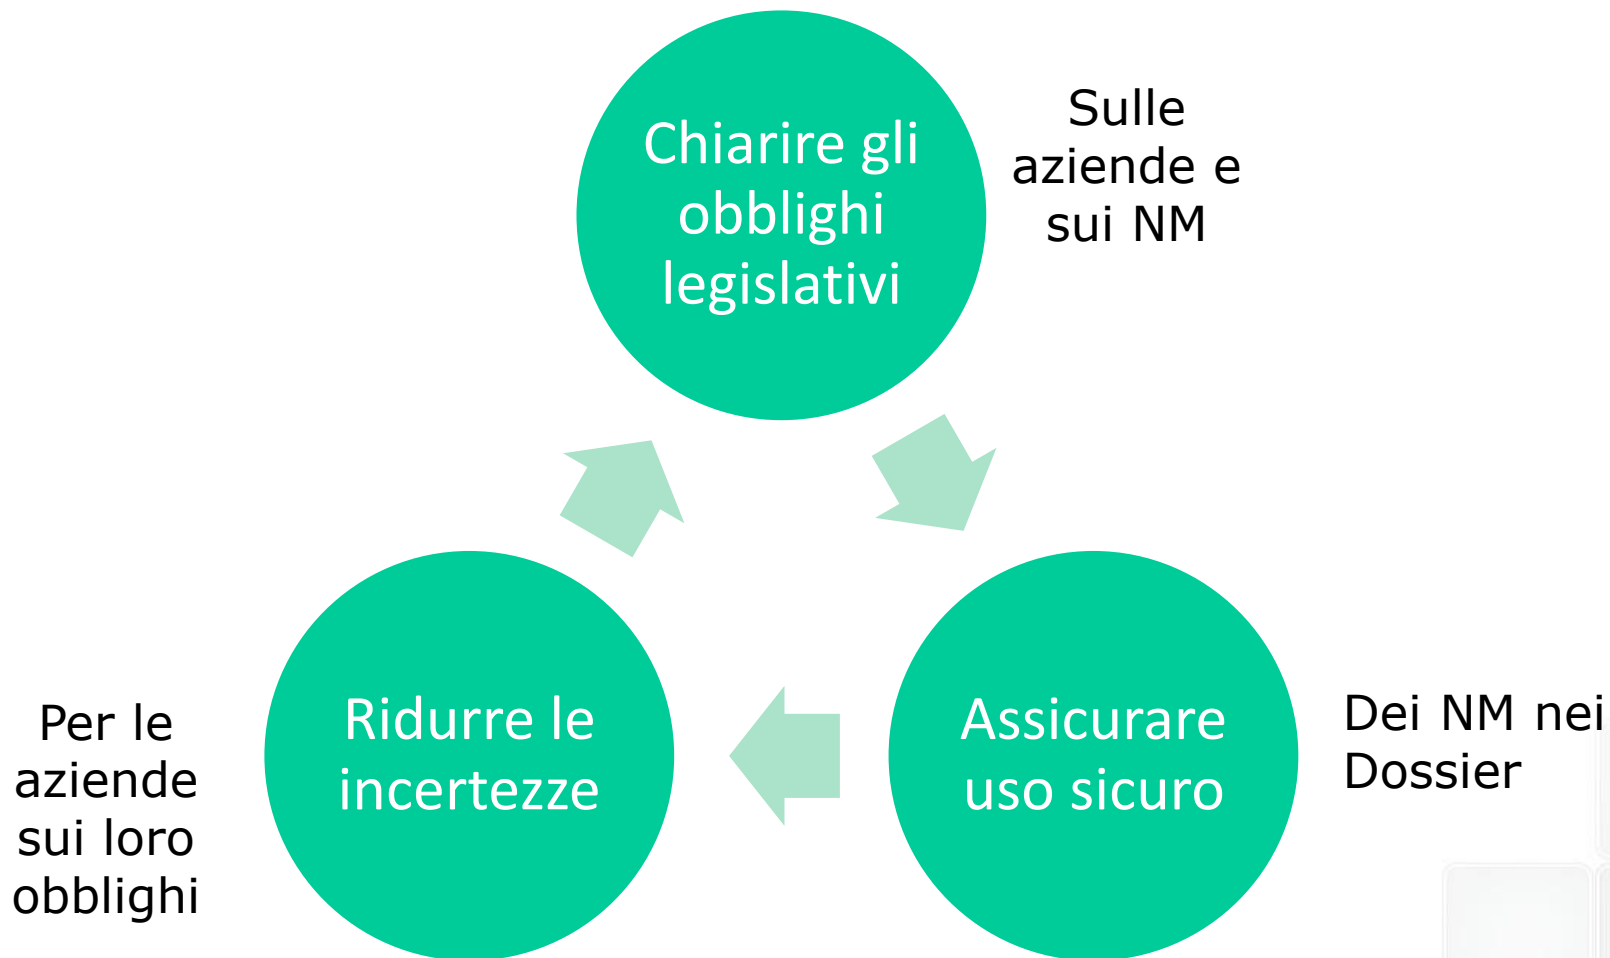 Chiarire gli
obblighi
legislativi
Sulle
aziende e
sui NM
Assicurare
uso sicuro
Dei NM nei
Dossier
Ridurre le
incertezze
Per le
aziende
sui loro
obblighi